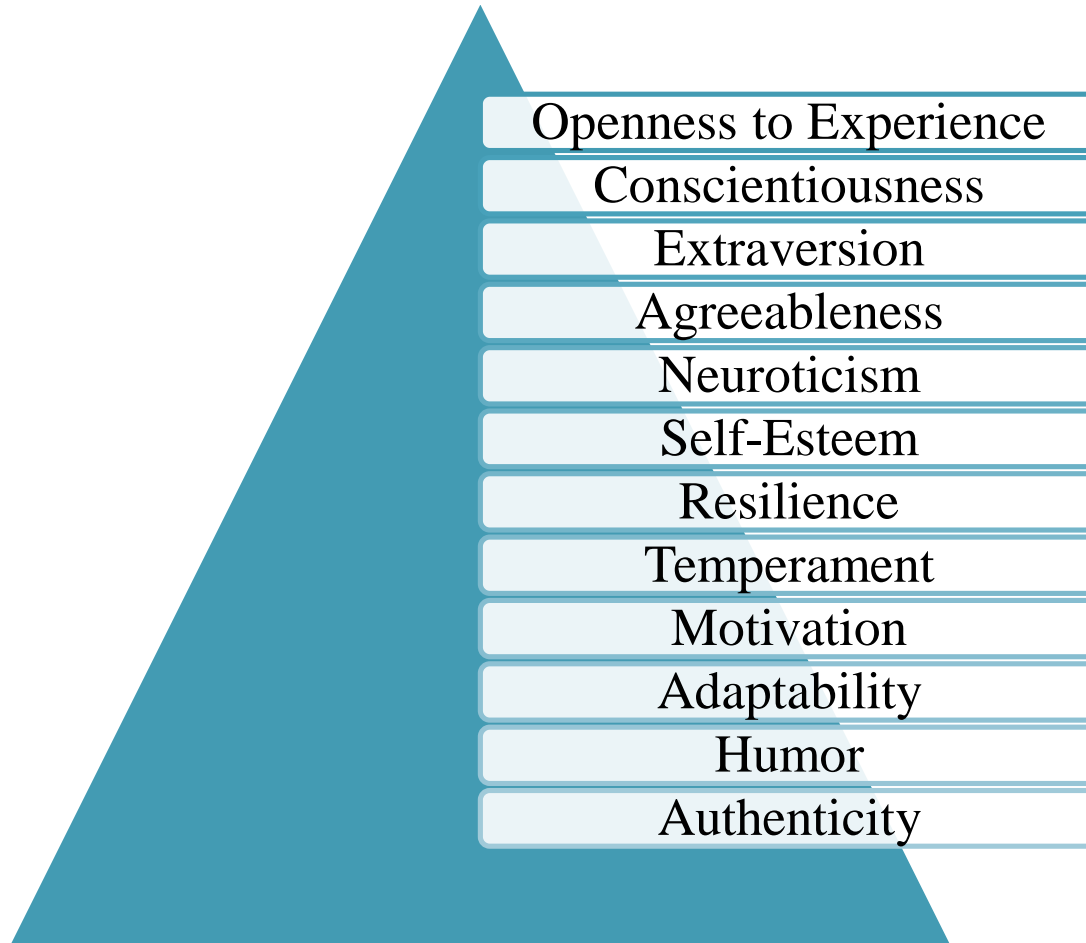 Openness to Experience
Conscientiousness
Extraversion
Agreeableness
Neuroticism
Self-Esteem
Resilience
Temperament
Motivation
Adaptability
Humor
Authenticity